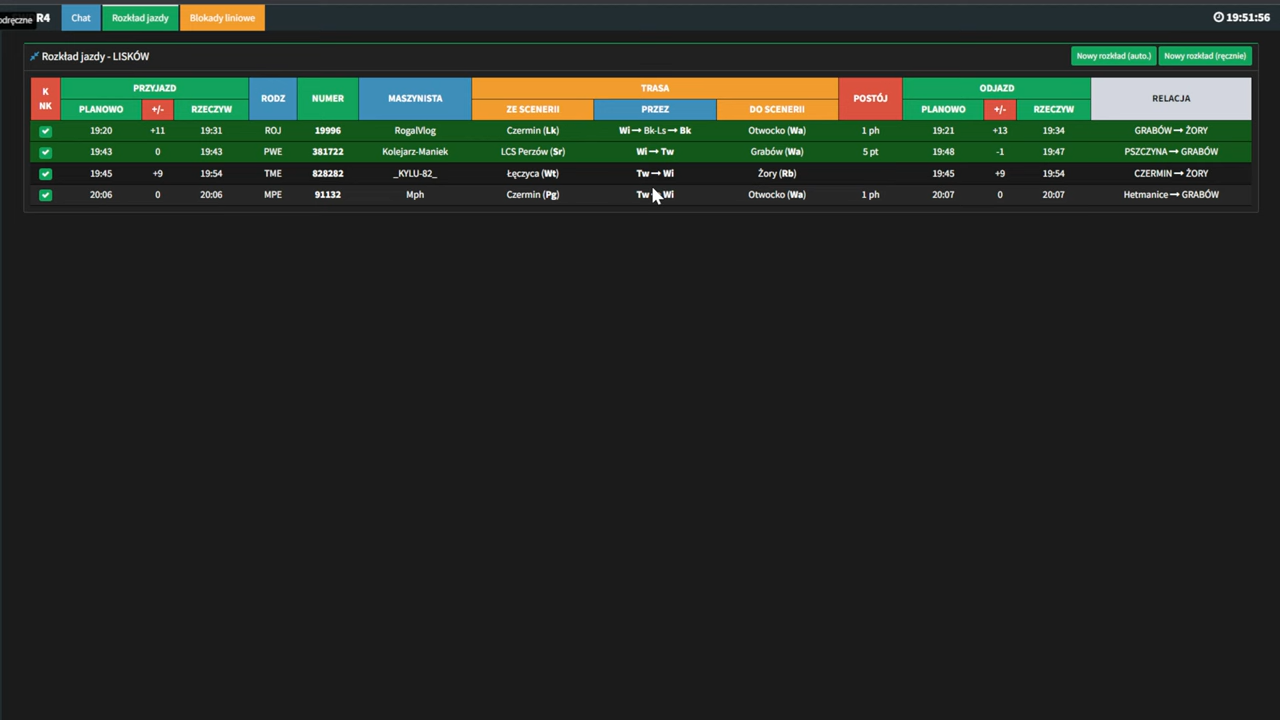 odręczne R4 Chat Rozkład jazdy Blokady liniowe 19:51:56
Rozkład jazdy - LISKÓW Nowy rozkład (auto.) Nowy rozkład (ręcznie)
K NK PRZYJAZD RODZ NUMER MASZYNISTA TRASA POSTÓJ ODJAZD RELACJA
PLANOWO +/- RZECZYW ZE SCENERII PRZEZ DO SCENERII PLANOWO +/- RZECZYW
19:20 +11 19:31 ROJ 19996 RogalVlog Czermin (Lk) Wi → Bk-Ls → Bk Otwocko (Wa) 1 ph 19:21 +13 19:34 GRABÓW → ŻORY
19:43 0 19:43 PWE 381722 Kolejarz-Maniek LCS Perzów (Sr) Wi → Tw Grabów (Wa) 5 pt 19:48 -1 19:47 PSZCZYNA → GRABÓW
19:45 +9 19:54 TME 828282 _KYLU-82_ Łęczyca (Wt) Tw → Wi Żory (Rb) 19:45 +9 19:54 CZERMIN → ŻORY
20:06 0 20:06 MPE 91132 Mph Czermin (Pg) Tw → Wi Otwocko (Wa) 1 ph 20:07 0 20:07 Hetmanice → GRABÓW